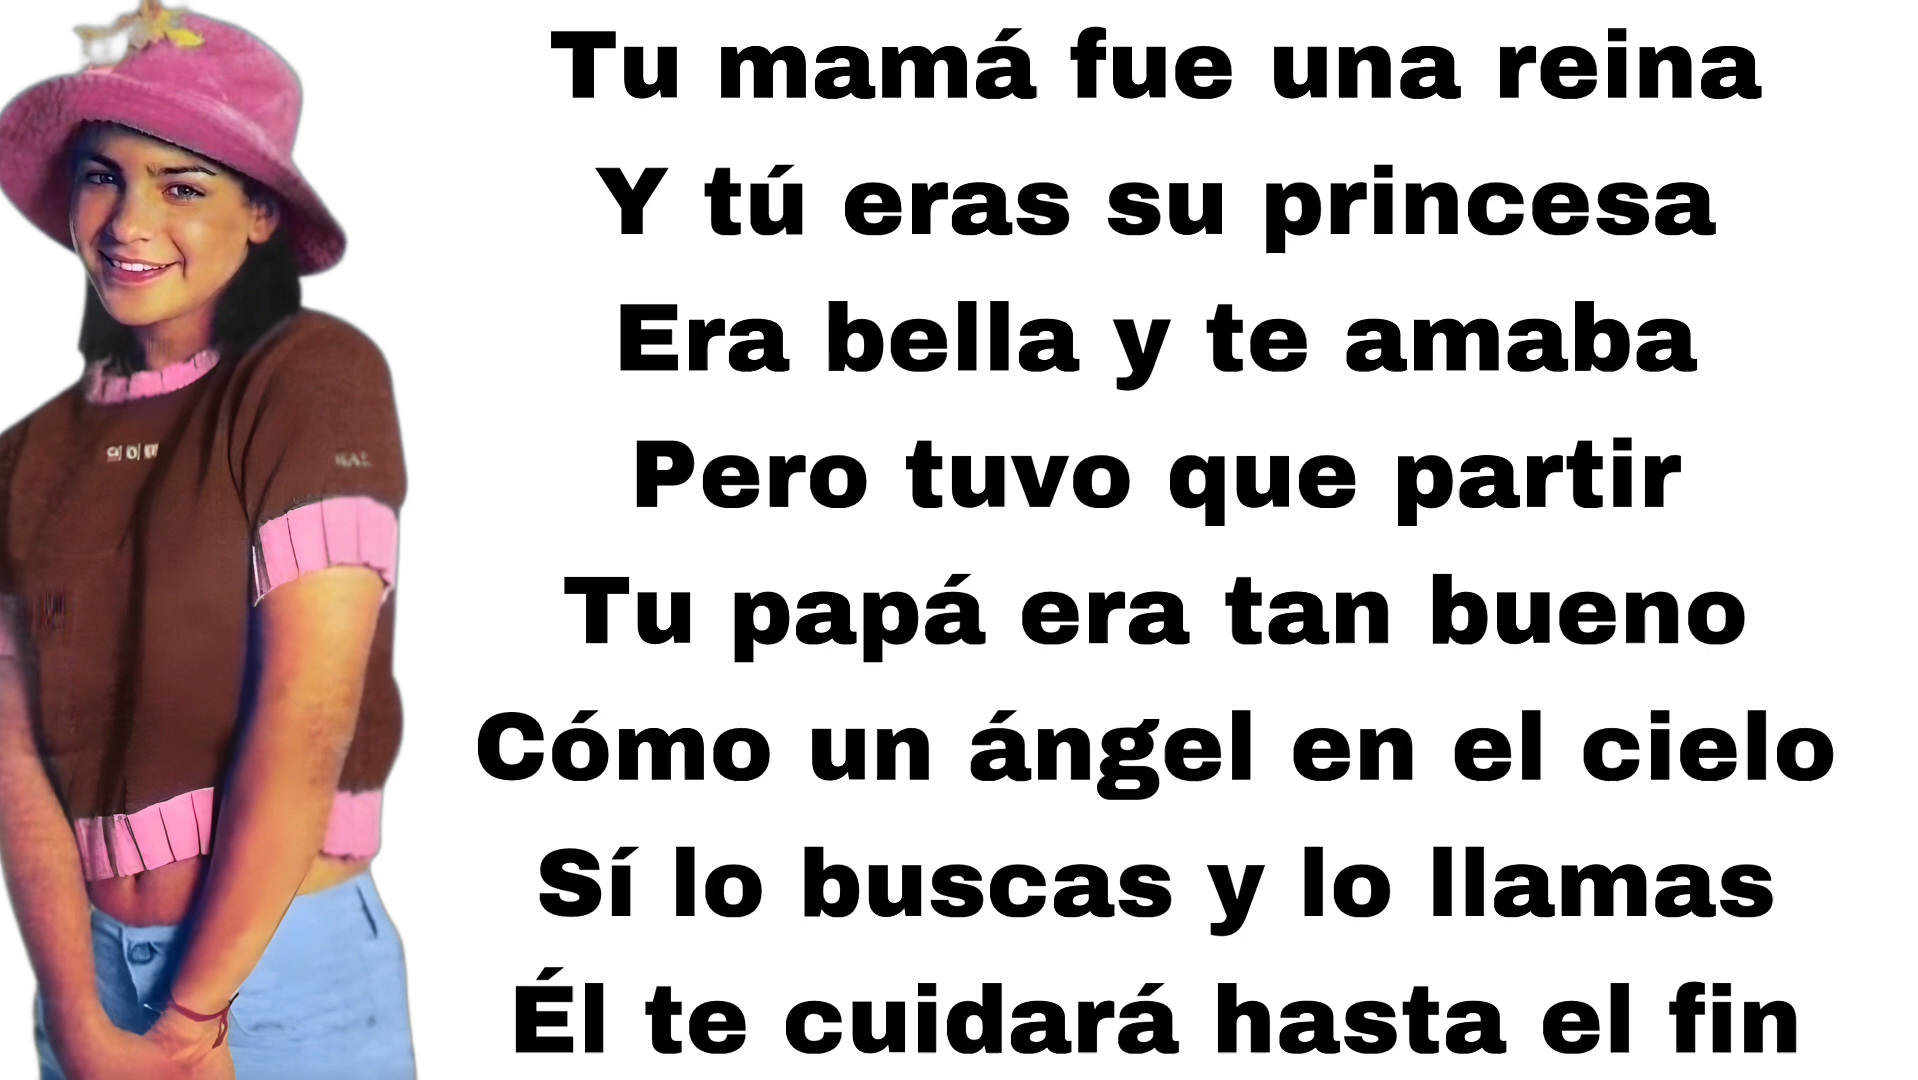 Tu mamá fue una reina
Y tú eras su princesa
Era bella y te amaba
Pero tuvo que partir
Tu papá era tan bueno
Cómo un ángel en el cielo
Sí lo buscas y lo llamas
Él te cuidará hasta el fin